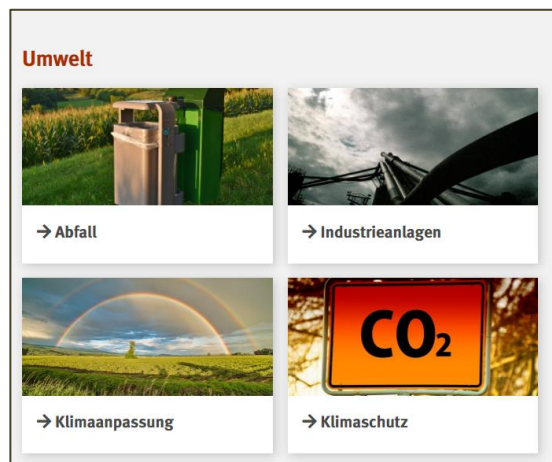 Umwelt
→ Abfall
→ Industrieanlagen
CO₂
→ Klimaanpassung
→ Klimaschutz